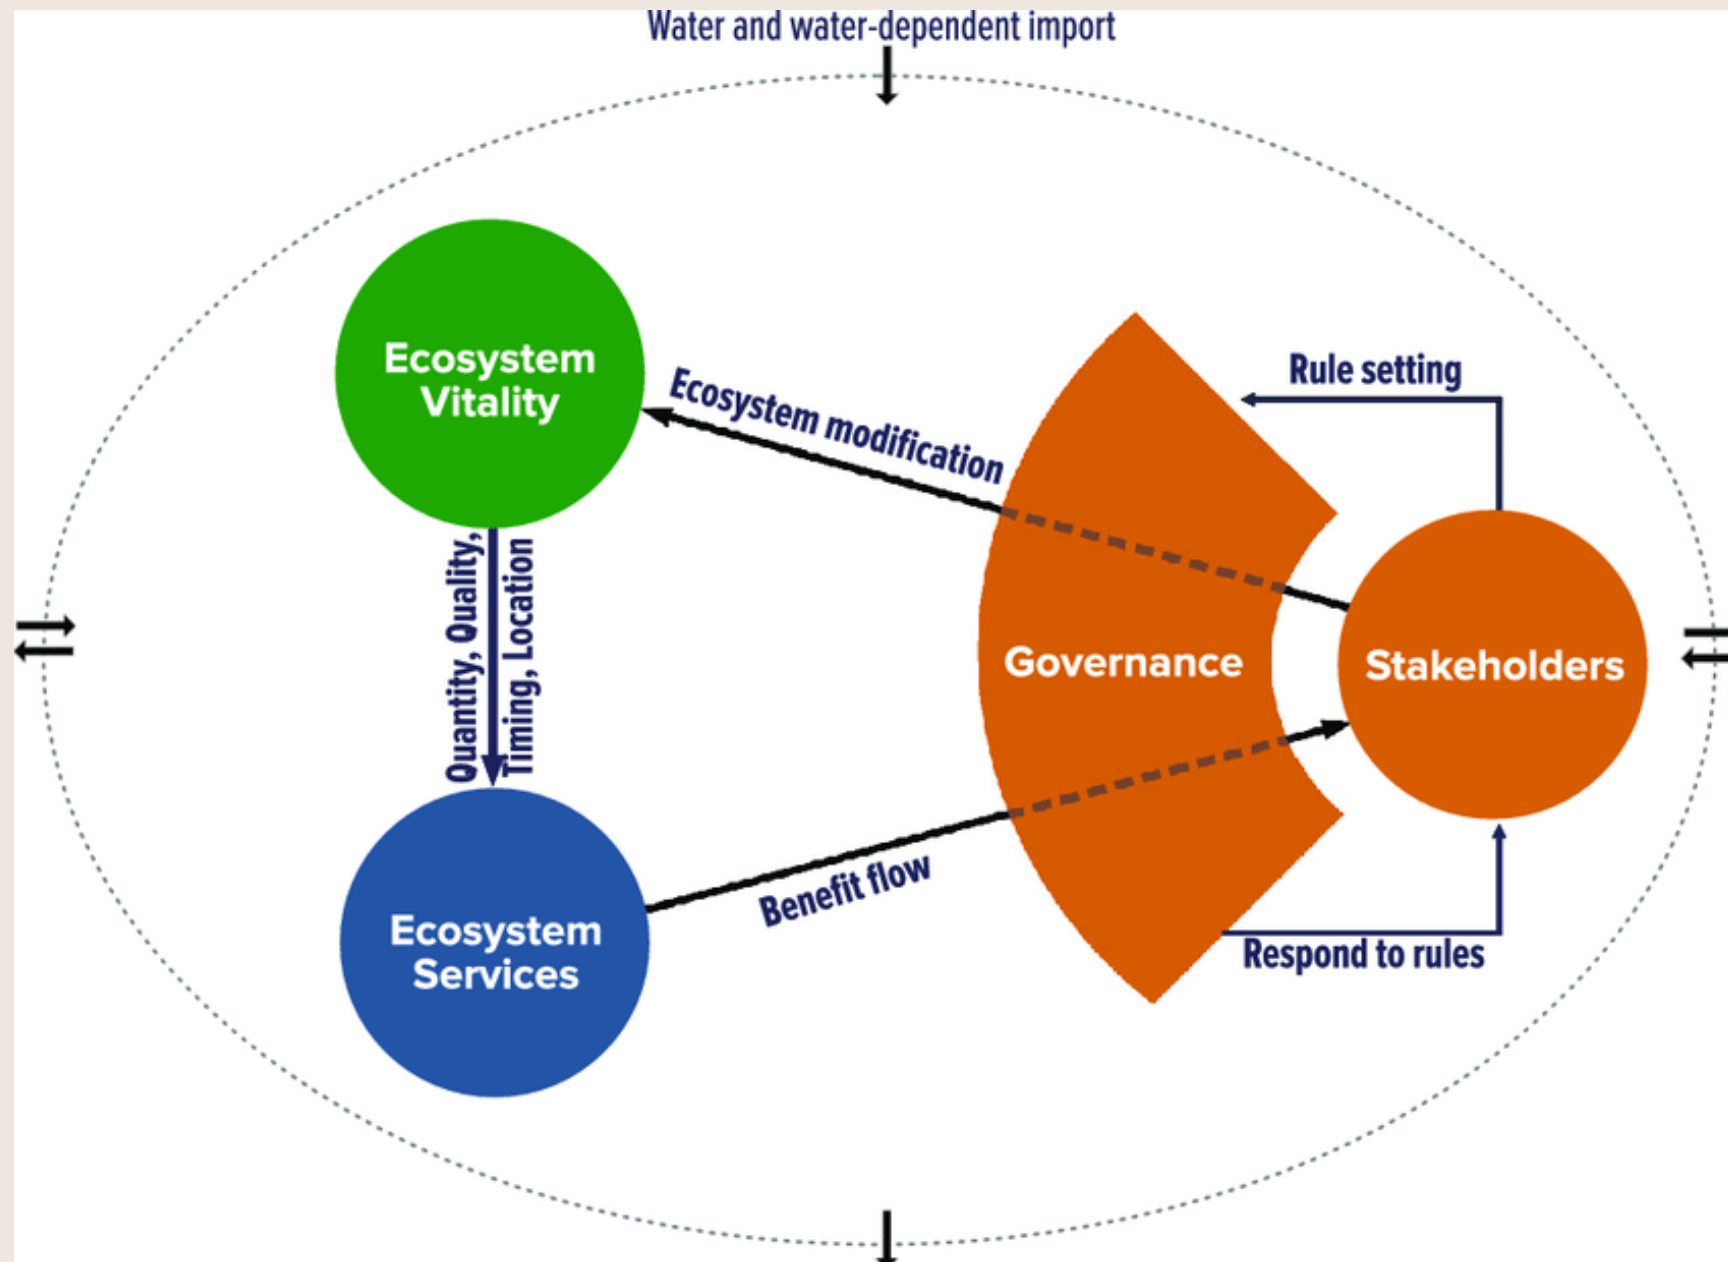 Water and water-dependent import
Ecosystem
Vitality
Ecosystem modification
Rule setting
Quantity, Quality,
Timing, Location
Governance
Stakeholders
Benefit flow
Ecosystem
Services
Respond to rules